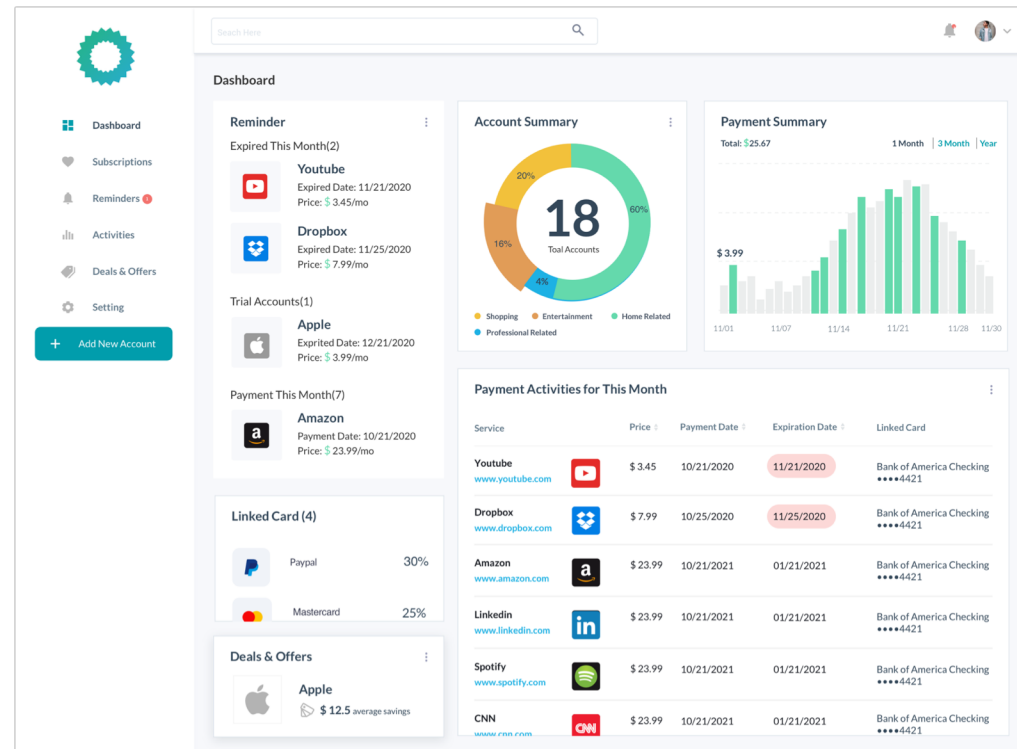 Seach Here
Dashboard
Dashboard
Subscriptions
Reminders
Activities
Deals & Offers
Setting
+ Add New Account
Reminder
Expired This Month(2)
Youtube
Expired Date: 11/21/2020
Price: $ 3.45/mo
Dropbox
Expired Date: 11/25/2020
Price: $ 7.99/mo
Trial Accounts(1)
Apple
Exprited Date: 12/21/2020
Price: $ 3.99/mo
Payment This Month(7)
a
Amazon
Payment Date: 10/21/2020
Price: $ 23.99/mo
Linked Card (4)
Paypal 30%
Mastercard 25%
Deals & Offers
Apple
$ 12.5 average savings
Account Summary
20%
60%
16%
4%
18
Toal Accounts
Shopping Entertainment Home Related
Professional Related
Payment Summary
Total: $25.67
1 Month | 3 Month | Year
$ 3.99
11/01 11/07 11/14 11/21 11/28 11/30
Payment Activities for This Month
Service Price Payment Date Expiration Date Linked Card
Youtube $ 3.45 10/21/2020 11/21/2020 Bank of America Checking
www.youtube.com ••••4421
Dropbox $ 7.99 10/25/2020 11/25/2020 Bank of America Checking
www.dropbox.com ••••4421
Amazon a $ 23.99 10/21/2021 01/21/2021 Bank of America Checking
www.amazon.com ••••4421
Linkedin in $ 23.99 10/21/2021 01/21/2021 Bank of America Checking
www.linkedin.com ••••4421
Spotify $ 23.99 10/21/2021 01/21/2021 Bank of America Checking
www.spotify.com ••••4421
CNN CNN $ 23.99 10/21/2021 01/21/2021 Bank of America Checking
www.cnn.com ••••4421